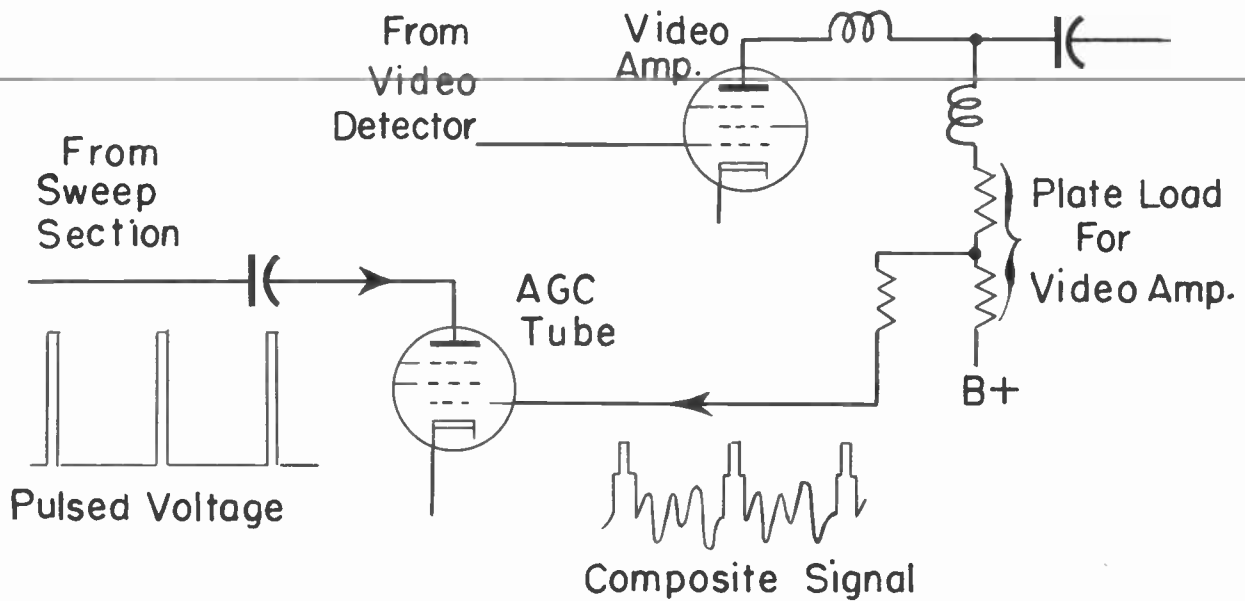 From
Video
Detector
Video
Amp.
From
Sweep
Section
AGC
Tube
Plate Load
For
Video Amp.
B+
Pulsed Voltage
Composite Signal